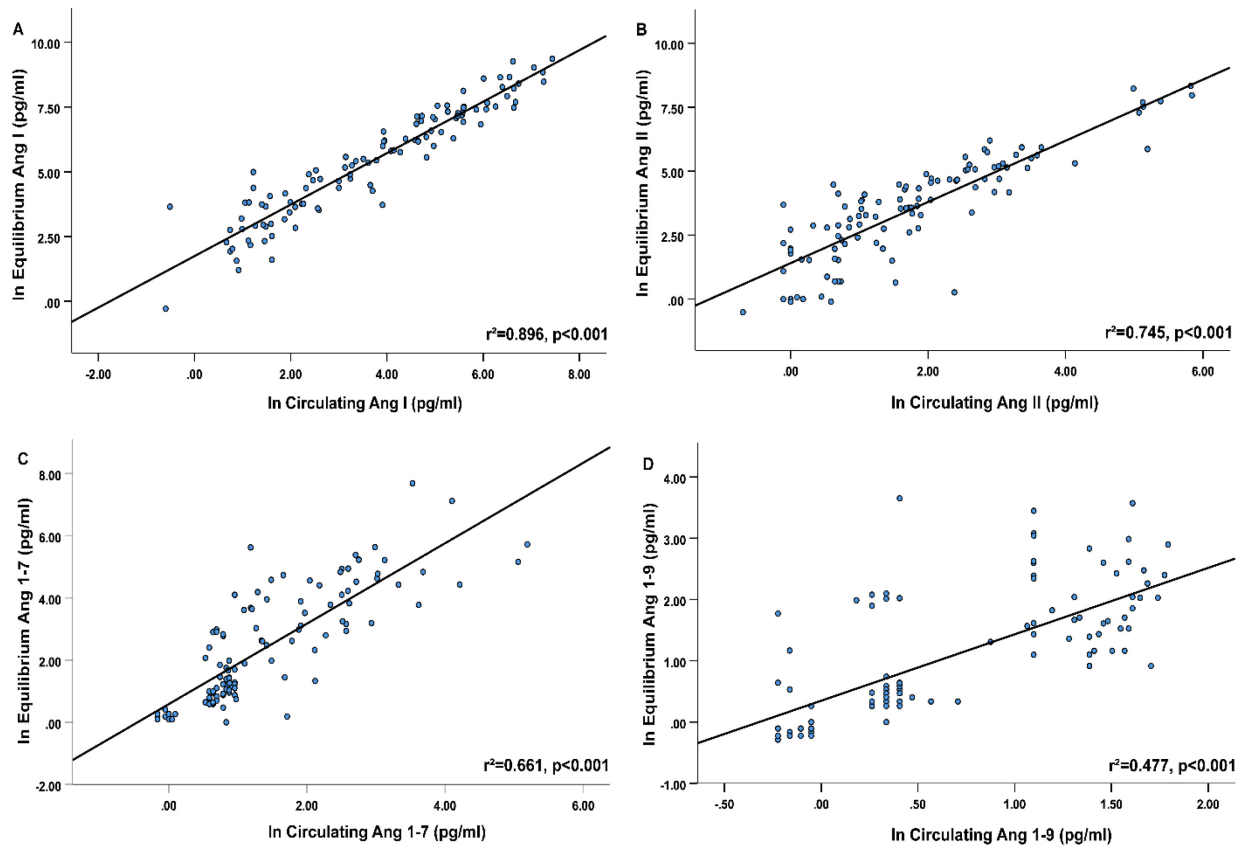 A
ln Equilibrium Ang I (pg/ml)
10.00
7.50
5.00
2.50
.00
r²=0.896, p<0.001
-2.00 .00 2.00 4.00 6.00 8.00
ln Circulating Ang I (pg/ml)
B
ln Equilibrium Ang II (pg/ml)
10.00
7.50
5.00
2.50
.00
r²=0.745, p<0.001
.00 2.00 4.00 6.00
ln Circulating Ang II (pg/ml)
C
ln Equilibrium Ang 1-7 (pg/ml)
8.00
6.00
4.00
2.00
.00
-2.00
r²=0.661, p<0.001
.00 2.00 4.00 6.00
ln Circulating Ang 1-7 (pg/ml)
D
ln Equilibrium Ang 1-9 (pg/ml)
4.00
3.00
2.00
1.00
.00
-1.00
r²=0.477, p<0.001
-.50 .00 .50 1.00 1.50 2.00
ln Circulating Ang 1-9 (pg/ml)